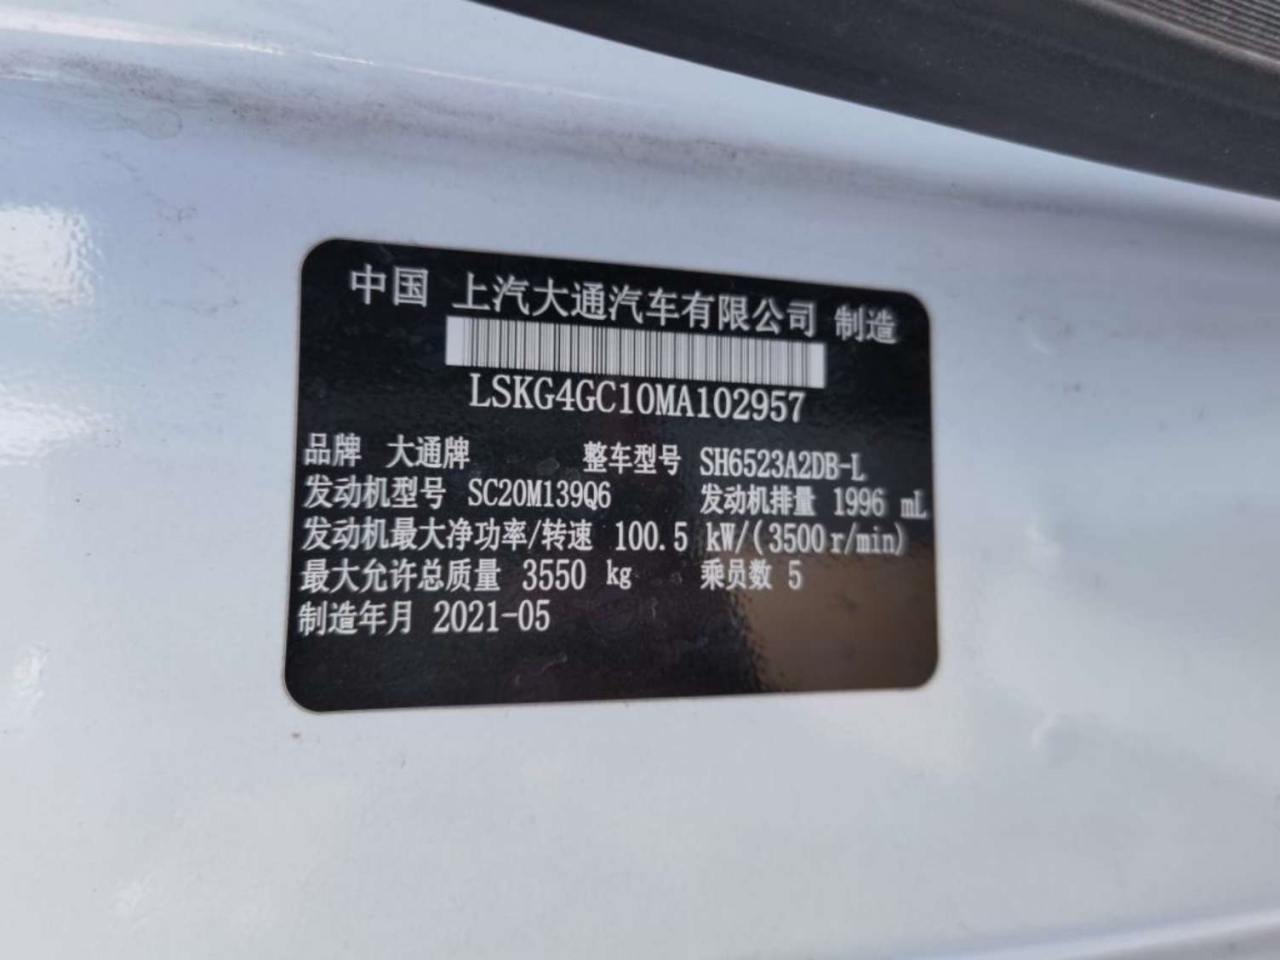 中国 上汽大通汽车有限公司 制造
LSKG4GC10MA102957
品牌 大通牌 整车型号 SH6523A2DB-L
发动机型号 SC20M139Q6 发动机排量 1996 mL
发动机最大净功率/转速 100.5 kW/(3500r/min)
最大允许总质量 3550 kg 乘员数 5
制造年月 2021-05